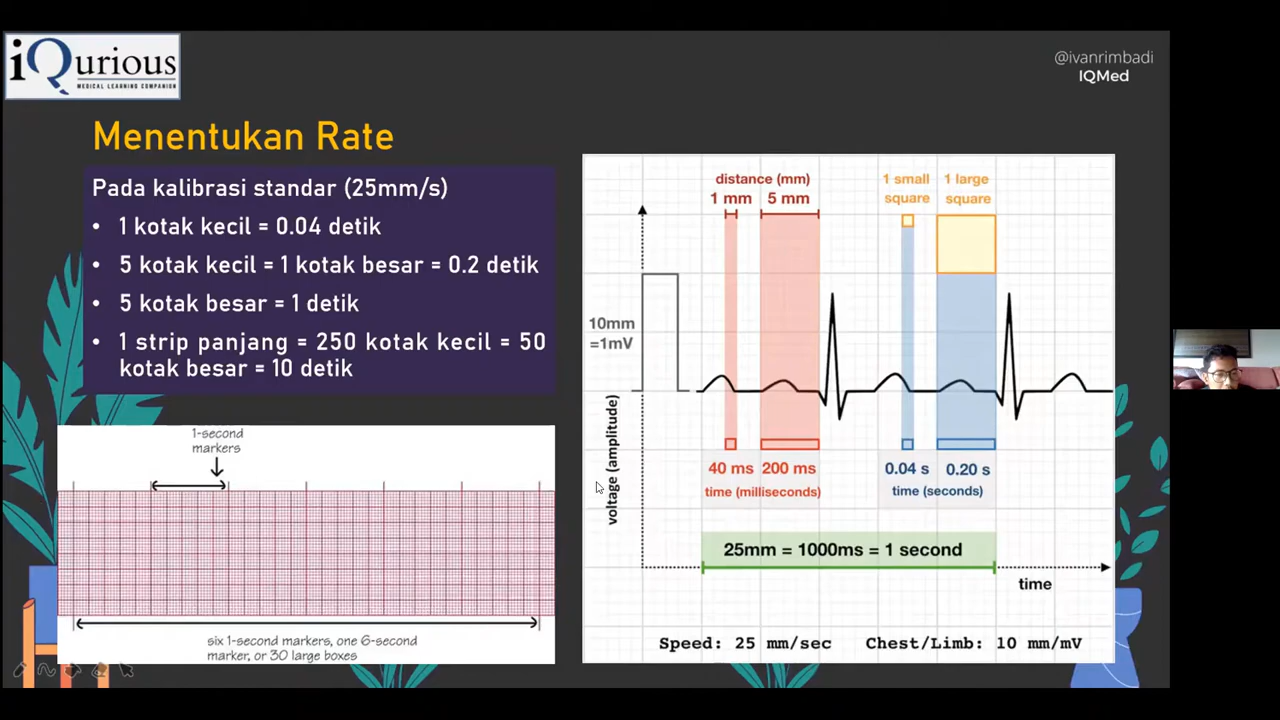 iQurious
MEDICAL LEARNING COMPANION
@ivanrimbadi
IQMed
Menentukan Rate
Pada kalibrasi standar (25mm/s)
• 1 kotak kecil = 0.04 detik
• 5 kotak kecil = 1 kotak besar = 0.2 detik
• 5 kotak besar = 1 detik
• 1 strip panjang = 250 kotak kecil = 50
kotak besar = 10 detik
1-second
markers
six 1-second markers, one 6-second
marker, or 30 large boxes
distance (mm)
1 mm 5 mm
1 small
square
1 large
square
10mm
=1mV
voltage (amplitude)
40 ms 200 ms
time (milliseconds)
0.04 s 0.20 s
time (seconds)
25mm = 1000ms = 1 second
time
Speed: 25 mm/sec Chest/Limb: 10 mm/mV